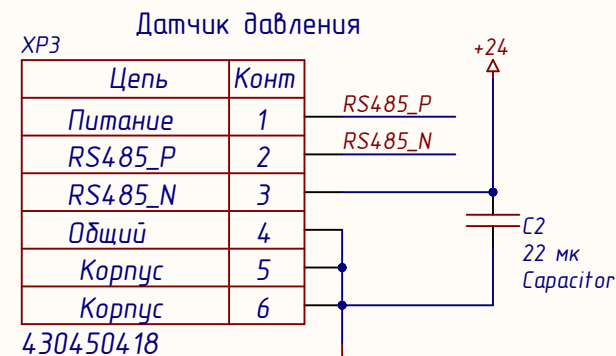 Датчик давления
XP3
+24
Цепь Конт
Питание 1 RS485_P
RS485_P 2 RS485_N
RS485_N 3
Общий 4
Корпус 5
Корпус 6
C2
22 мк
Capacitor
430450418